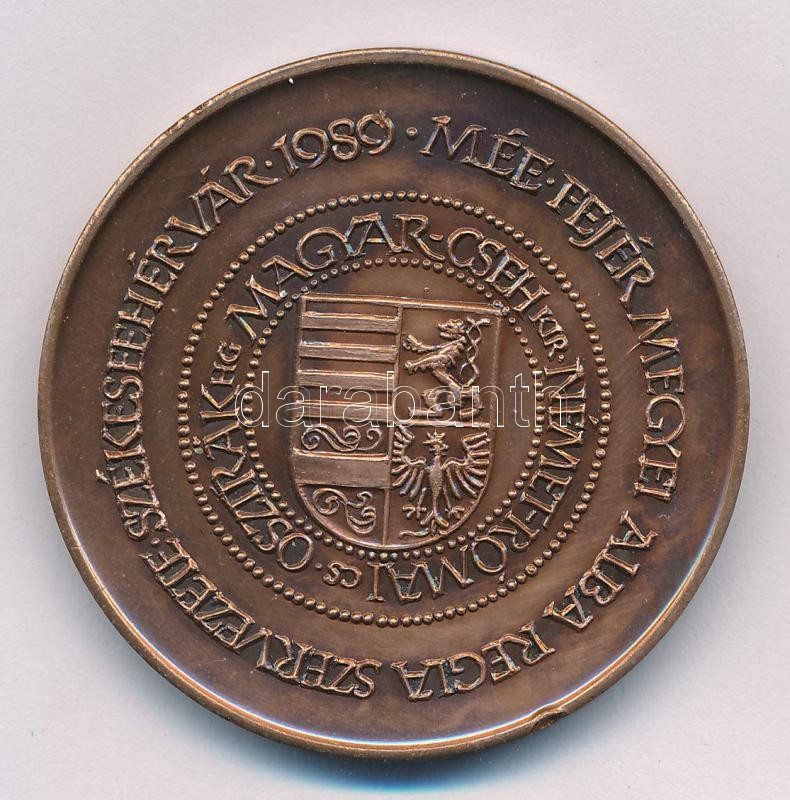 MÉE · FEJÉR MEGYEI ALBA REGIA SZERVEZETE · SZÉKESFEHÉRVÁR · 1989 ·
MAGYAR-CSEH KIR · NÉMET-RÓMAI CS · OSZTRÁK HG
darabanth